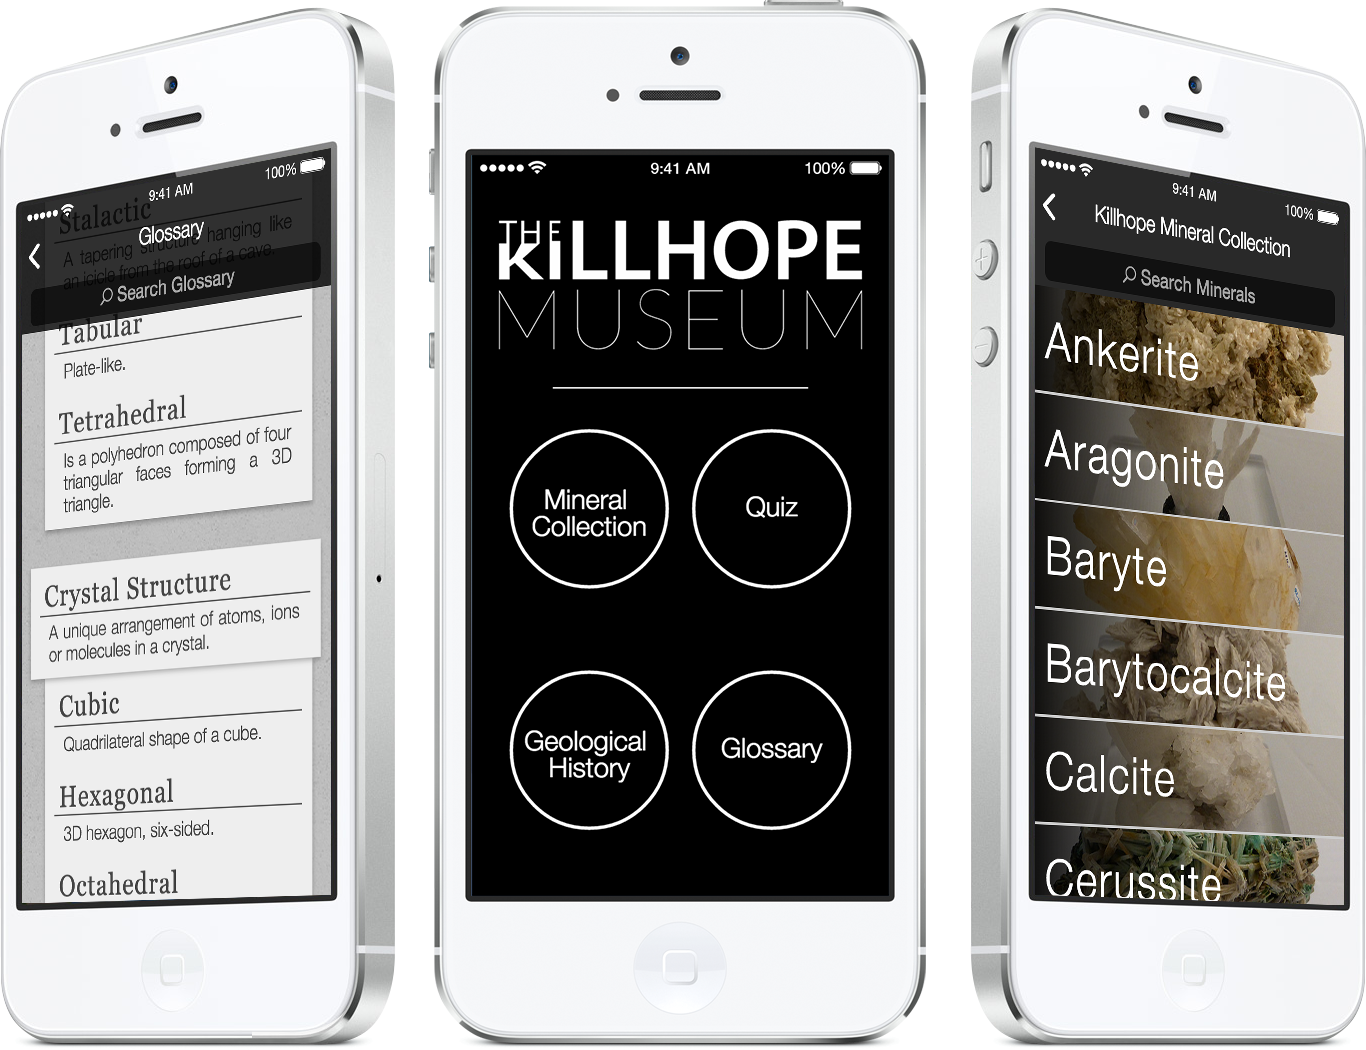 100%
9:41 AM
Stalactic
Glossary
A tapering structure hanging like
an icicle from the roof of a cave.
Search Glossary
Tabular
Plate-like.
Tetrahedral
Is a polyhedron composed of four
triangular faces forming a 3D
triangle.
Crystal Structure
A unique arrangement of atoms, ions
or molecules in a crystal.
Cubic
Quadrilateral shape of a cube.
Hexagonal
3D hexagon, six-sided.
Octahedral
9:41 AM 100%
THE
KiLLHOPE
MUSEUM
Mineral
Collection
Quiz
Geological
History
Glossary
9:41 AM
100%
Killhope Mineral Collection
Search Minerals
Ankerite
Aragonite
Baryte
Barytocalcite
Calcite
Cerussite